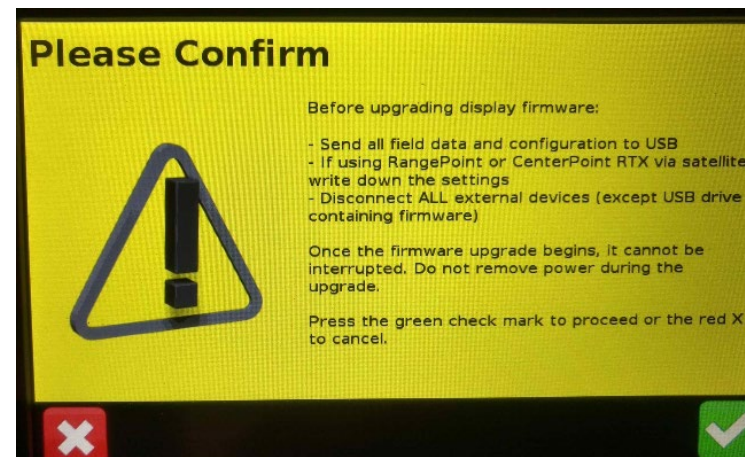 Please Confirm
Before upgrading display firmware:
- Send all field data and configuration to USB
- If using RangePoint or CenterPoint RTX via satellite
write down the settings
- Disconnect ALL external devices (except USB drive
containing firmware)
Once the firmware upgrade begins, it cannot be
interrupted. Do not remove power during the
upgrade.
Press the green check mark to proceed or the red X
to cancel.